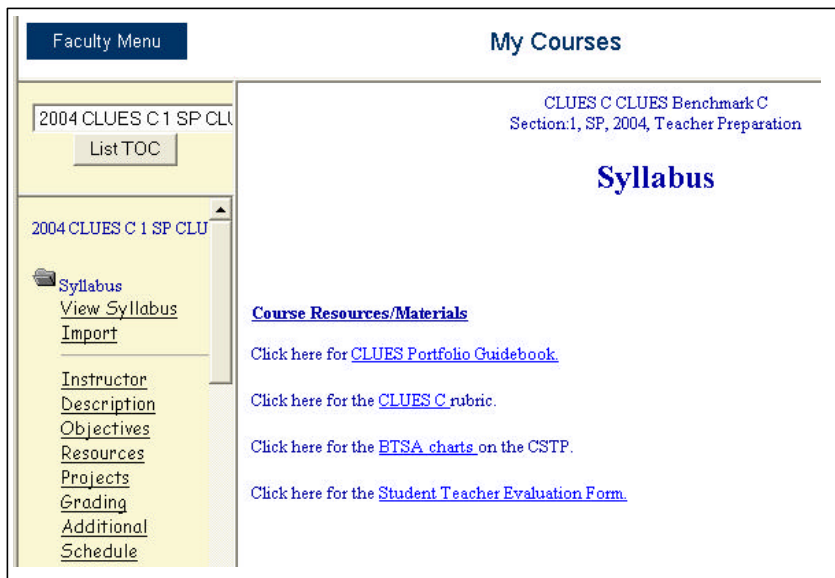 Faculty Menu
My Courses
2004 CLUES C 1 SP CLU
List TOC
2004 CLUES C 1 SP CLU
Syllabus
View Syllabus
Import
Instructor
Description
Objectives
Resources
Projects
Grading
Additional
Schedule
CLUES C CLUES Benchmark C
Section:1, SP, 2004, Teacher Preparation
Syllabus
Course Resources/Materials
Click here for CLUES Portfolio Guidebook.
Click here for the CLUES C rubric.
Click here for the BTSA charts on the CSTP.
Click here for the Student Teacher Evaluation Form.